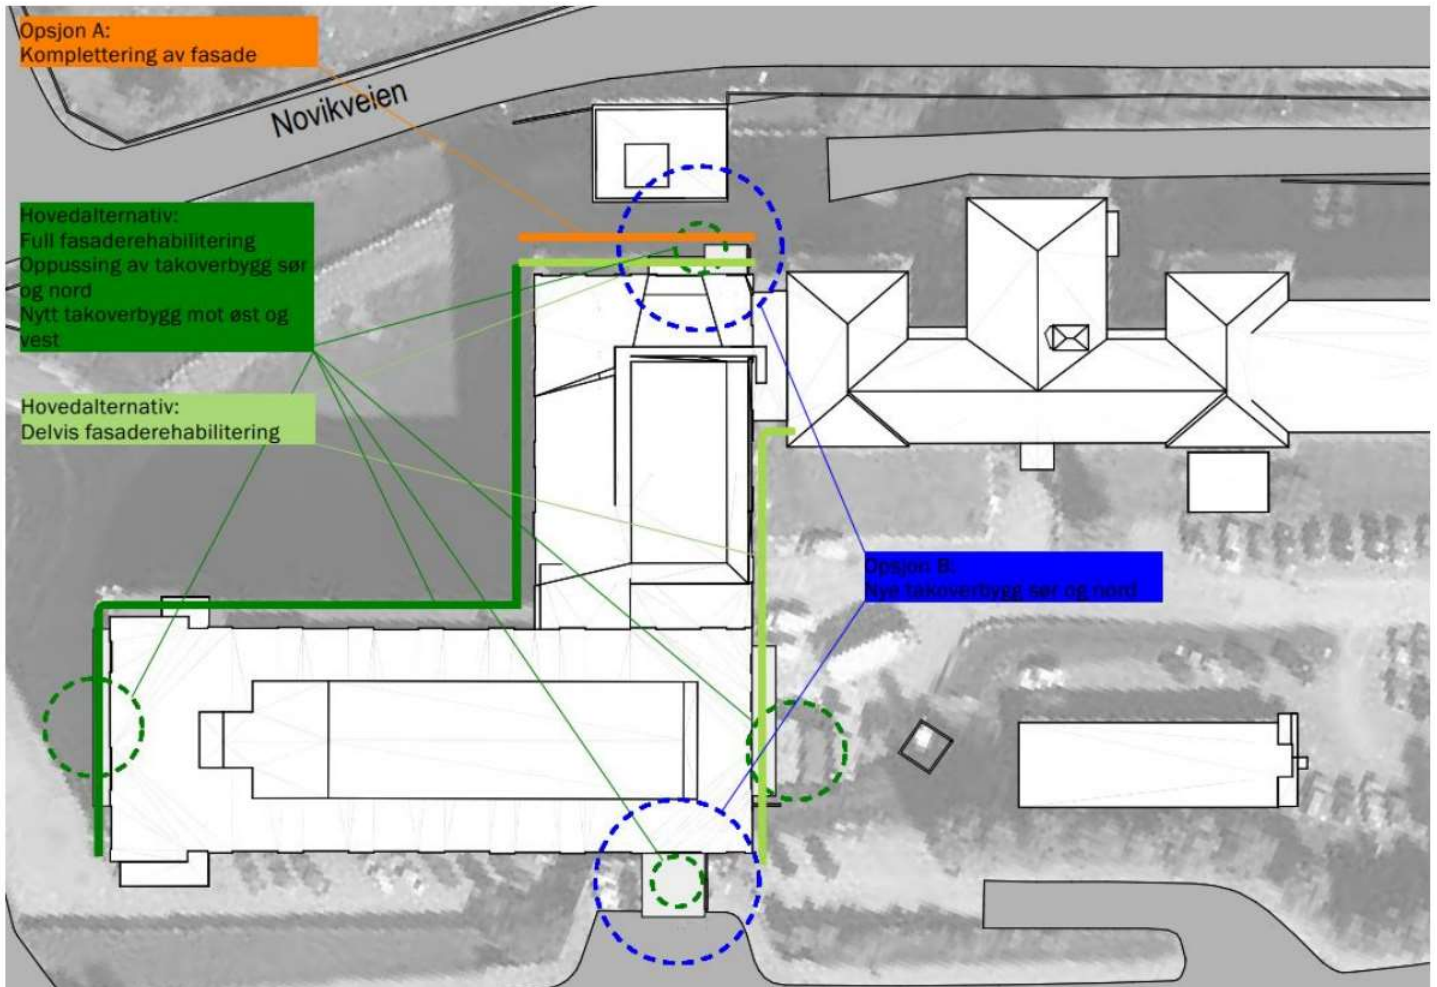 Opsjon A:
Komplettering av fasade
Novikveien
Hovedalternativ:
Full fasaderehabilitering
Oppussing av takoverbygg sør
og nord
Nytt takoverbygg mot øst og
vest
Hovedalternativ:
Delvis fasaderehabilitering
Opsjon B:
Nye takoverbygg sør og nord